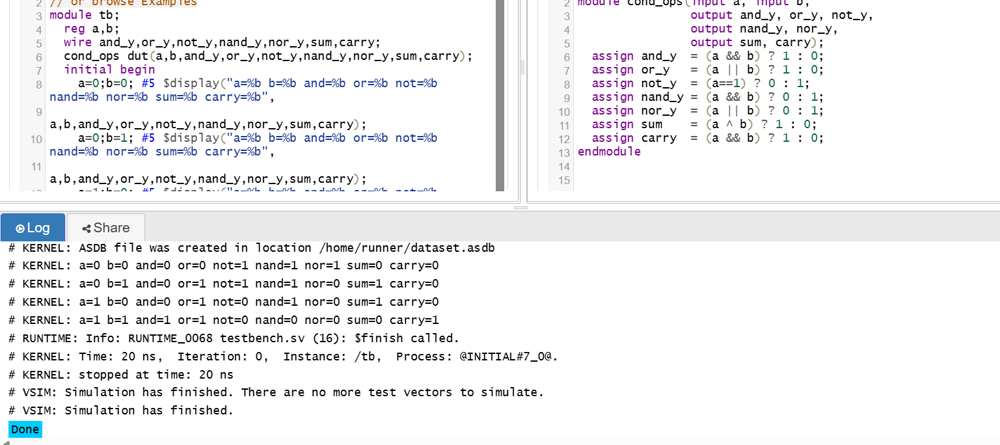 2 // or browse Examples
3 module tb;
4 reg a,b;
5 wire and_y,or_y,not_y,nand_y,nor_y,sum,carry;
6 cond_ops dut(a,b,and_y,or_y,not_y,nand_y,nor_y,sum,carry);
7 initial begin
8 a=0;b=0; #5 $display("a=%b b=%b and=%b or=%b not=%b
nand=%b nor=%b sum=%b carry=%b",
9
a,b,and_y,or_y,not_y,nand_y,nor_y,sum,carry);
10 a=0;b=1; #5 $display("a=%b b=%b and=%b or=%b not=%b
nand=%b nor=%b sum=%b carry=%b",
11
a,b,and_y,or_y,not_y,nand_y,nor_y,sum,carry);
12 a=1;b=0; #5 $display("a=%b b=%b and=%b or=%b not=%b
2 module cond_ops(input a, input b,
3 output and_y, or_y, not_y,
4 output nand_y, nor_y,
5 output sum, carry);
6 assign and_y = (a && b) ? 1 : 0;
7 assign or_y = (a || b) ? 1 : 0;
8 assign not_y = (a==1) ? 0 : 1;
9 assign nand_y = (a && b) ? 0 : 1;
10 assign nor_y = (a || b) ? 0 : 1;
11 assign sum = (a ^ b) ? 1 : 0;
12 assign carry = (a && b) ? 1 : 0;
13 endmodule
14
15
Log
Share
# KERNEL: ASDB file was created in location /home/runner/dataset.asdb
# KERNEL: a=0 b=0 and=0 or=0 not=1 nand=1 nor=1 sum=0 carry=0
# KERNEL: a=0 b=1 and=0 or=1 not=1 nand=1 nor=0 sum=1 carry=0
# KERNEL: a=1 b=0 and=0 or=1 not=0 nand=1 nor=0 sum=1 carry=0
# KERNEL: a=1 b=1 and=1 or=1 not=0 nand=0 nor=0 sum=0 carry=1
# RUNTIME: Info: RUNTIME_0068 testbench.sv (16): $finish called.
# KERNEL: Time: 20 ns, Iteration: 0, Instance: /tb, Process: @INITIAL#7_0@.
# KERNEL: stopped at time: 20 ns
# VSIM: Simulation has finished. There are no more test vectors to simulate.
# VSIM: Simulation has finished.
Done